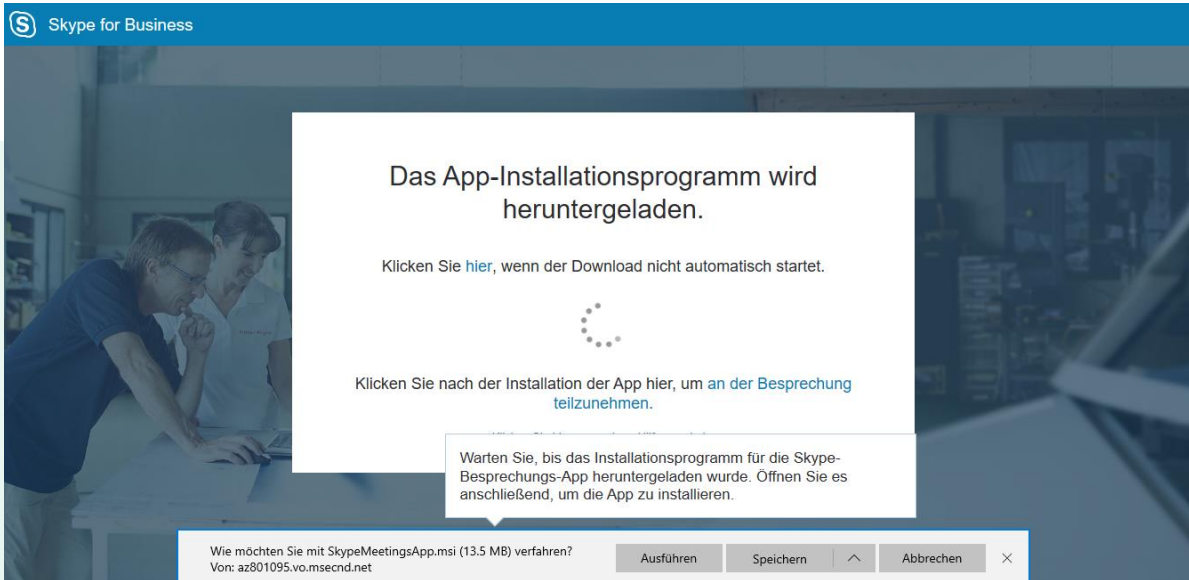 Skype for Business
Das App-Installationsprogramm wird
heruntergeladen.
Klicken Sie hier, wenn der Download nicht automatisch startet.
Klicken Sie nach der Installation der App hier, um an der Besprechung
teilzunehmen.
Warten Sie, bis das Installationsprogramm für die Skype-
Besprechungs-App heruntergeladen wurde. Öffnen Sie es
anschließend, um die App zu installieren.
Wie möchten Sie mit SkypeMeetingsApp.msi (13.5 MB) verfahren?
Von: az801095.vo.msecnd.net
Ausführen
Speichern
Abbrechen